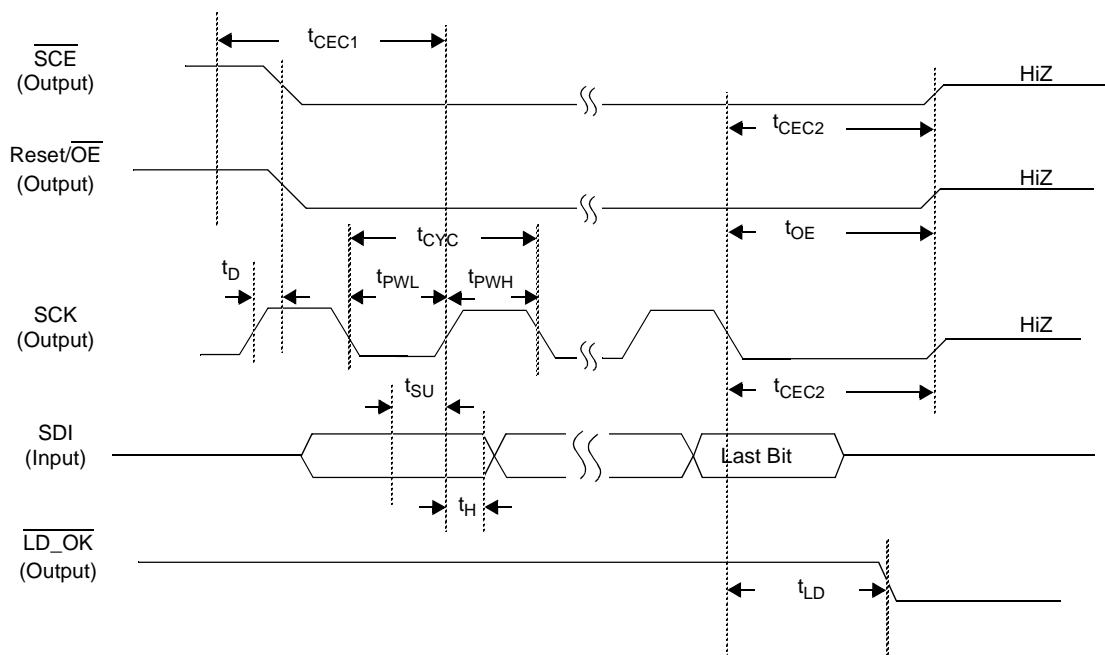 tCEC1
SCE
(Output)
HiZ
tCEC2
Reset/OE
(Output)
HiZ
tCYC
tOE
tD
tPWL
tPWH
SCK
(Output)
HiZ
tSU
tCEC2
SDI
(Input)
Last Bit
tH
LD_OK
(Output)
tLD